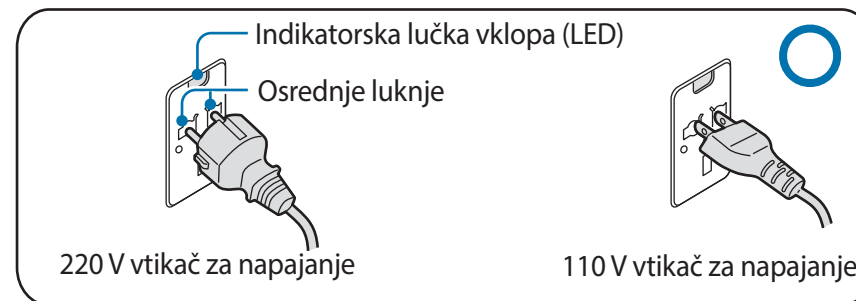 Indikatorska lučka vklopa (LED)
Osrednje luknje
220 V vtikač za napajanje
110 V vtikač za napajanje